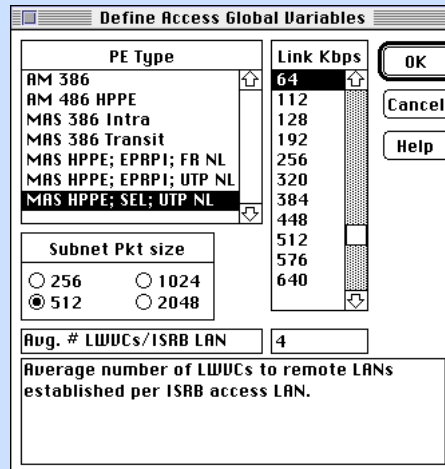 Define Access Global Variables
PE Type
AM 386
AM 486 HPPE
MAS 386 Intra
MAS 386 Transit
MAS HPPE; EPRPI; FR NL
MAS HPPE; EPRPI; UTP NL
MAS HPPE; SEL; UTP NL
Link Kbps
64
112
128
192
256
320
384
448
512
576
640
OK
Cancel
Help
Subnet Pkt size
256 1024
512 2048
Avg. # LWVCs/ISRB LAN 4
Average number of LWVCs to remote LANs
established per ISRB access LAN.